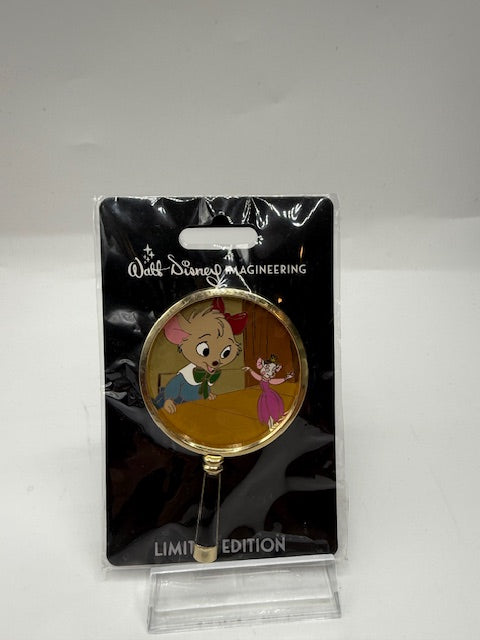 Walt Disney IMAGINEERING
LIMITED EDITION